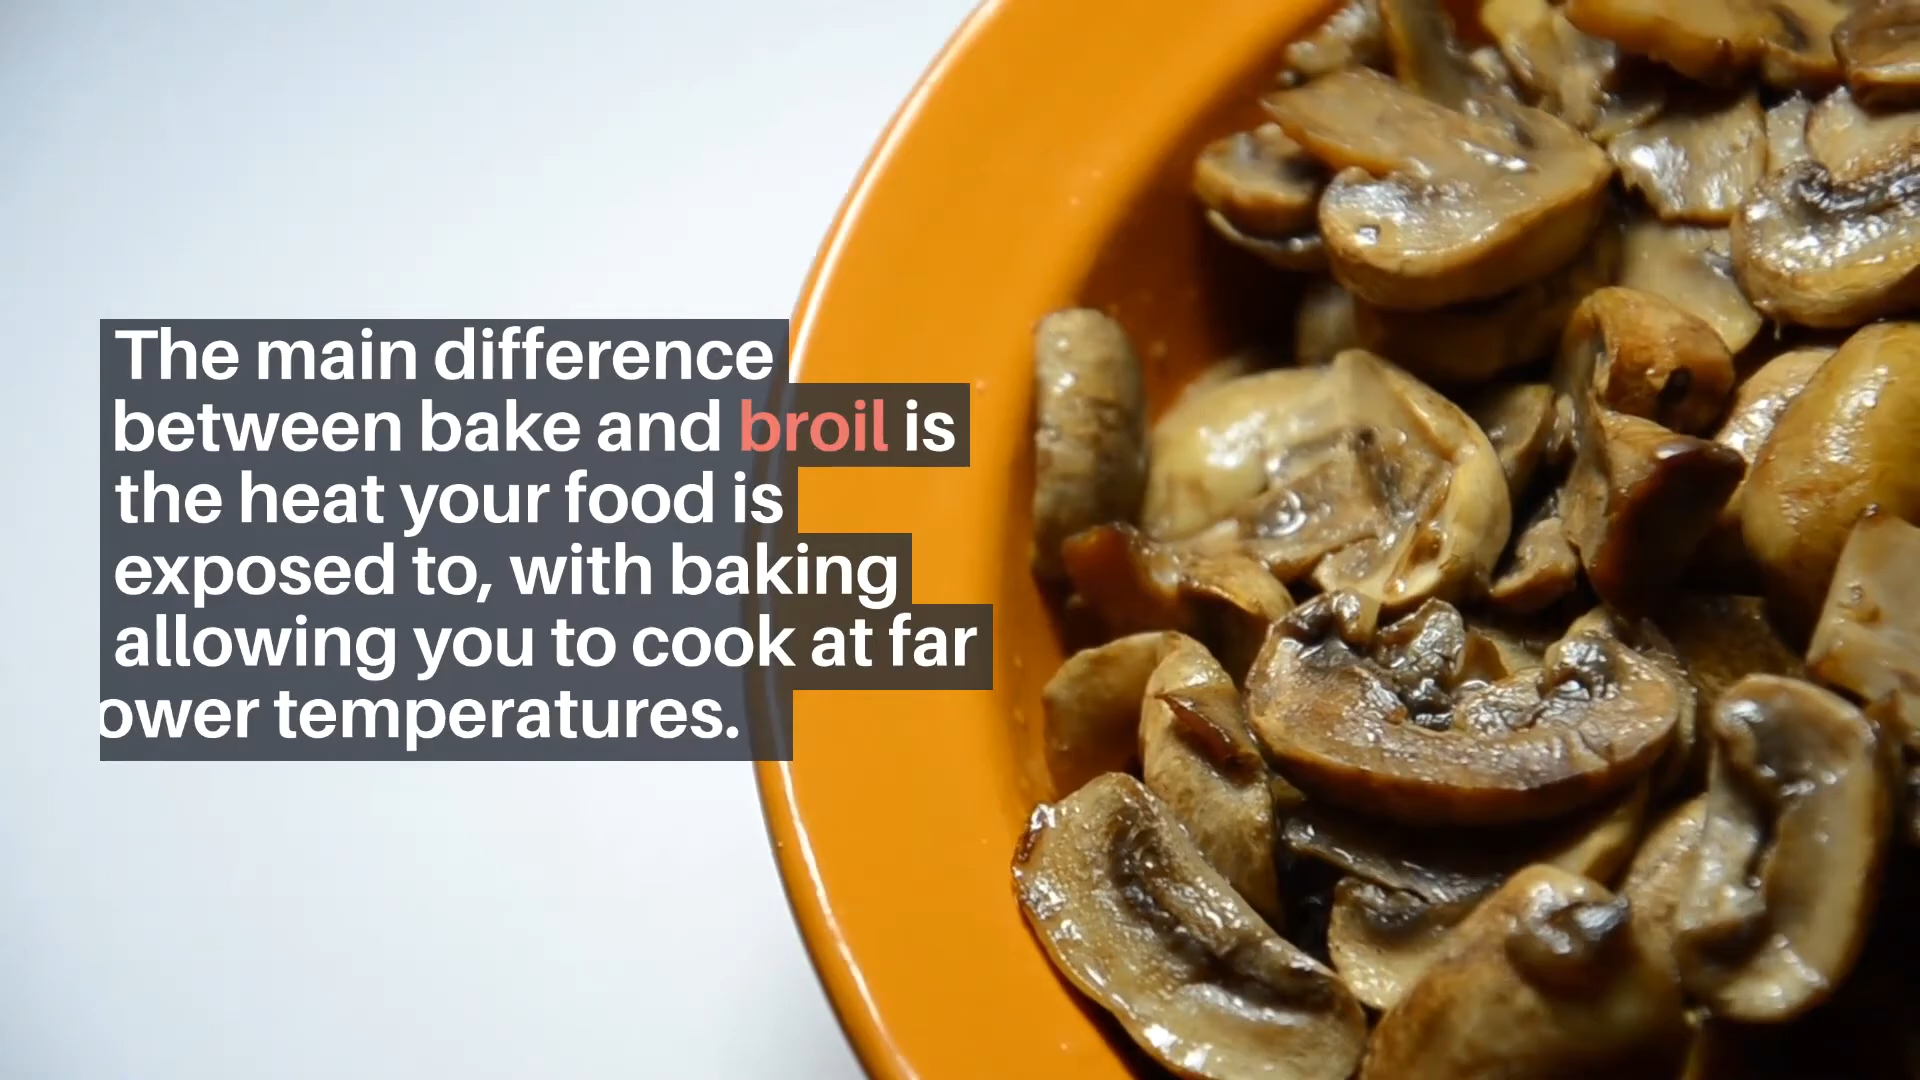 The main difference
between bake and broil is
the heat your food is
exposed to, with baking
allowing you to cook at far
ower temperatures.